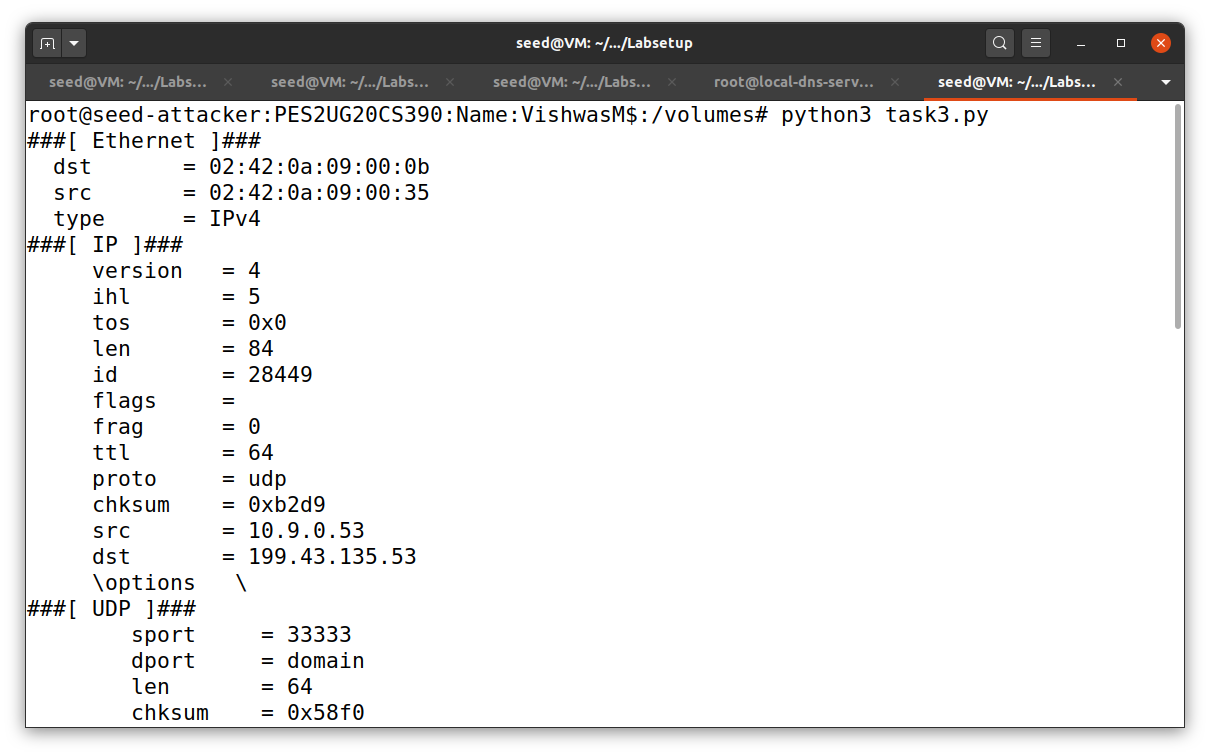 seed@VM: ~/.../Labsetup
seed@VM: ~/.../Labs... seed@VM: ~/.../Labs... seed@VM: ~/.../Labs... root@local-dns-serv... seed@VM: ~/.../Labs...
root@seed-attacker:PES2UG20CS390:Name:VishwasM$:/volumes# python3 task3.py
###[ Ethernet ]###
  dst       = 02:42:0a:09:00:0b
  src       = 02:42:0a:09:00:35
  type      = IPv4
###[ IP ]###
     version   = 4
     ihl       = 5
     tos       = 0x0
     len       = 84
     id        = 28449
     flags     =
     frag      = 0
     ttl       = 64
     proto     = udp
     chksum    = 0xb2d9
     src       = 10.9.0.53
     dst       = 199.43.135.53
     \options   \
###[ UDP ]###
        sport     = 33333
        dport     = domain
        len       = 64
        chksum    = 0x58f0